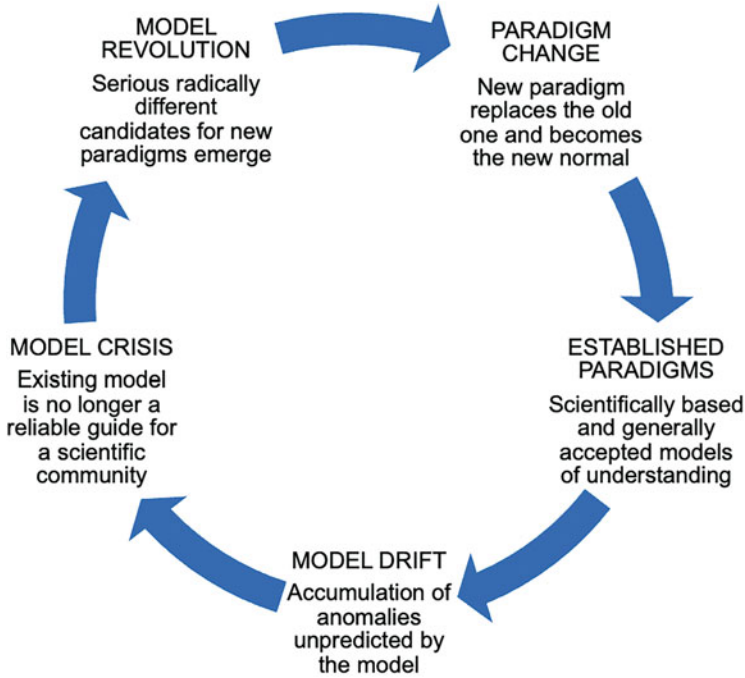 MODEL
REVOLUTION
Serious radically
different
candidates for new
paradigms emerge
PARADIGM
CHANGE
New paradigm
replaces the old
one and becomes
the new normal
ESTABLISHED
PARADIGMS
Scientifically based
and generally
accepted models
of understanding
MODEL DRIFT
Accumulation of
anomalies
unpredicted by
the model
MODEL CRISIS
Existing model
is no longer a
reliable guide for
a scientific
community